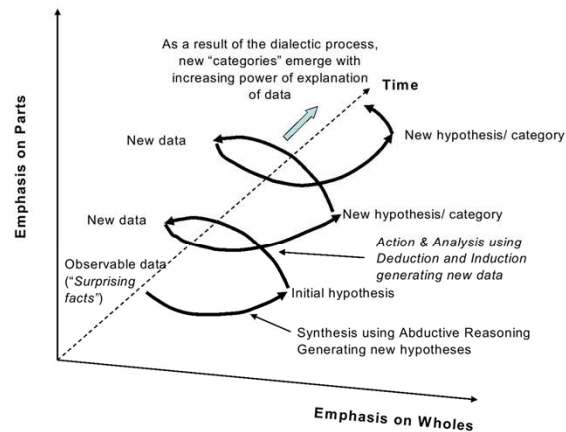 As a result of the dialectic process,
new “categories” emerge with
increasing power of explanation
of data
Time
New data
New hypothesis/ category
Emphasis on Parts
New data
New hypothesis/ category
Action & Analysis using
Deduction and Induction
generating new data
Observable data
(“Surprising
facts”)
Initial hypothesis
Synthesis using Abductive Reasoning
Generating new hypotheses
Emphasis on Wholes